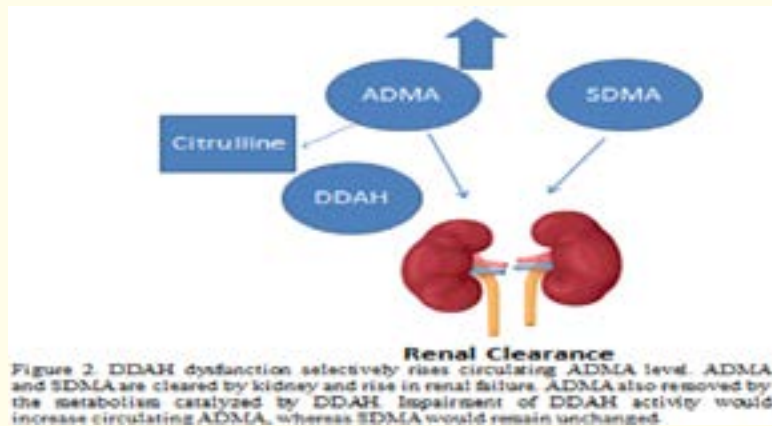 ADMA
SDMA
Citrulline
DDAH
Renal Clearance
Figure 2. DDAH dysfunction selectively rises circulating ADMA level. ADMA
and SDMA are cleared by kidney and rise in renal failure. ADMA also removed by
the metabolism catalyzed by DDAH. Impairment of DDAH activity would
increase circulating ADMA, whereas SDMA would remain unchanged.